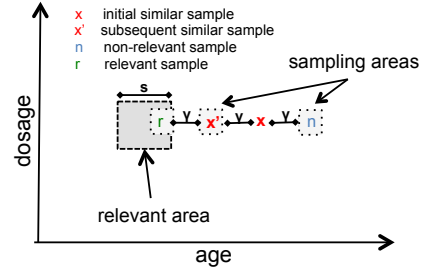 x initial similar sample
x' subsequent similar sample
n non-relevant sample
r relevant sample
sampling areas
s
r γ x' γ x γ n
relevant area
dosage
age